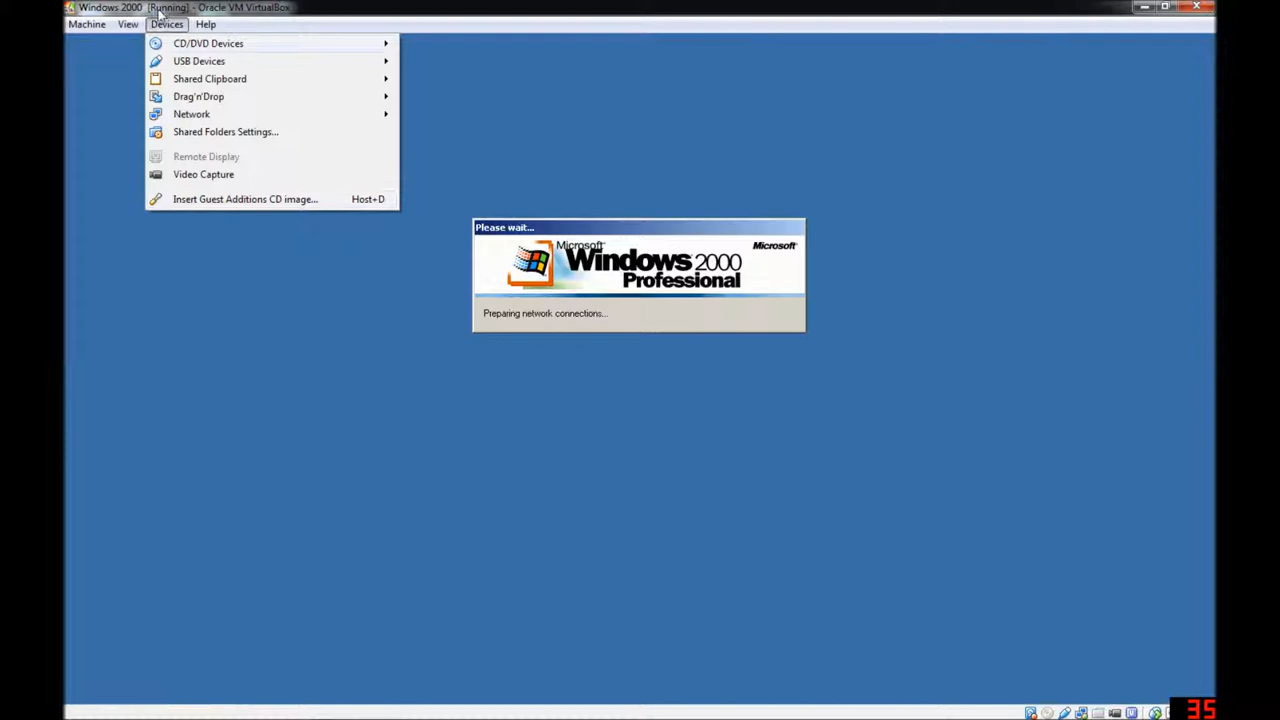 Windows 2000 [Running] - Oracle VM VirtualBox
Machine View Devices Help
CD/DVD Devices
USB Devices
Shared Clipboard
Drag'n'Drop
Network
Shared Folders Settings...
Remote Display
Video Capture
Insert Guest Additions CD image... Host+D
Please wait...
Microsoft Microsoft
Windows 2000
Professional
Preparing network connections...
35